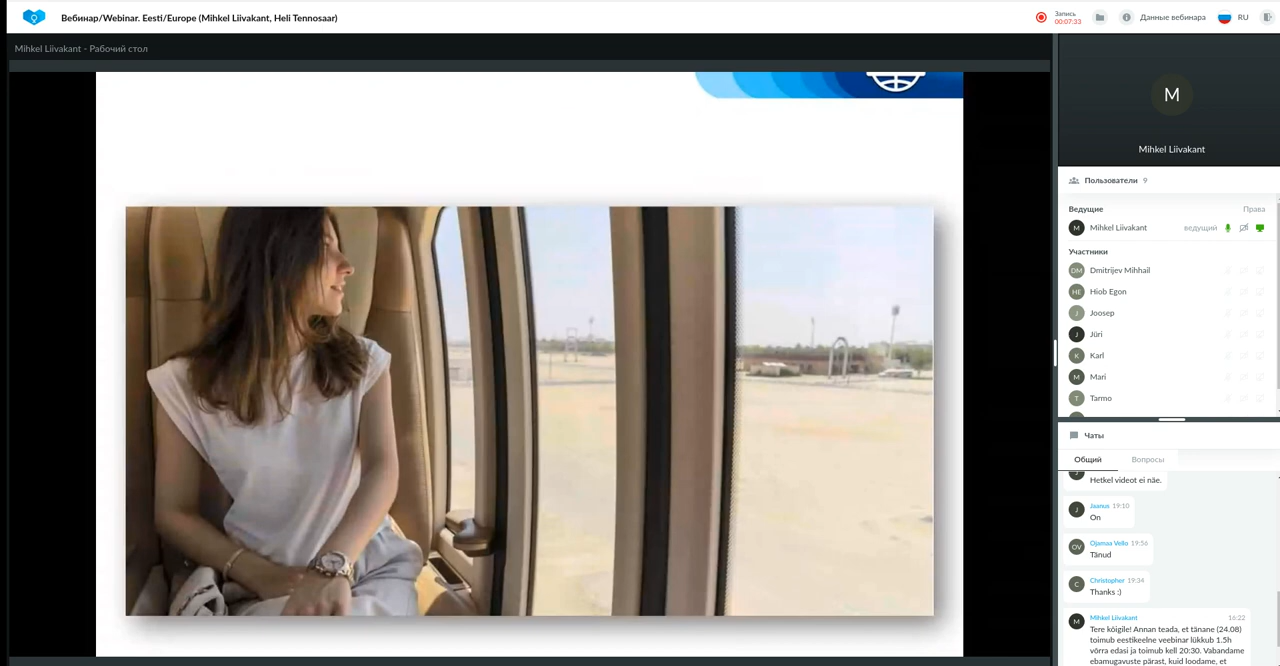 Вебинар/Webinar. Eesti/Europe (Mihkel Liivakant, Heli Tennosaar)
Запись
00:07:33
Данные вебинара
RU
Mihkel Liivakant - Рабочий стол
M
Mihkel Liivakant
Пользователи 9
Ведущие Права
M Mihkel Liivakant ведущий
Участники
DM Dmitrijev Mihhail
HE Hiob Egon
J Joosep
J Jüri
K Karl
M Mari
T Tarmo
Чаты
Общий Вопросы
Hetkel videot ei näe.
J Jaanus 19:10
On
OV Ojamaa Vello 19:56
Tänud
C Christopher 19:34
Thanks :)
M Mihkel Liivakant 16:22
Tere kõigile! Annan teada, et tänane (24.08)
toimub eestikeelne veebinar lükkub 1.5h
võrra edasi ja toimub kell 20:30. Vabandame
ebamugavuste pärast, kuid loodame, et